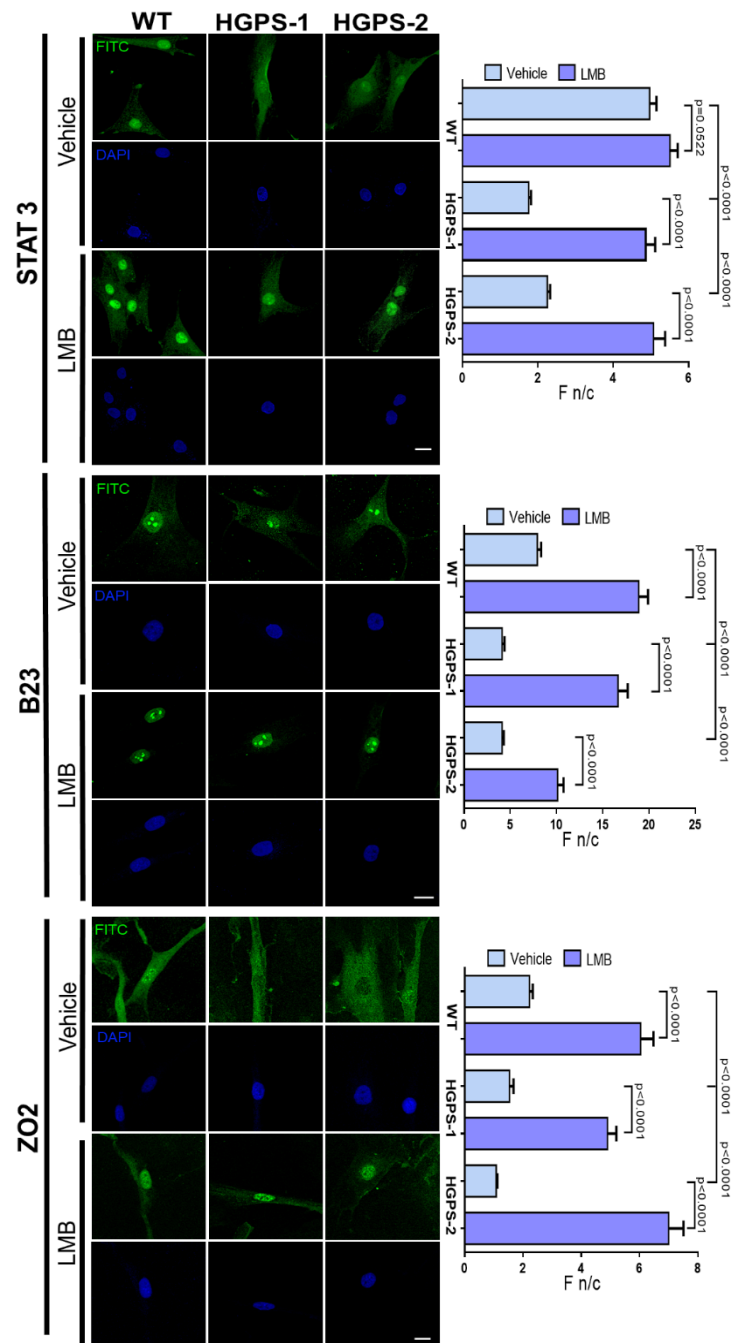 WT HGPS-1 HGPS-2
STAT 3
Vehicle
FITC
DAPI
LMB
Vehicle LMB
WT
HGPS-1
HGPS-2
p=0.0522
p<0.0001
p<0.0001
p<0.0001
p<0.0001
0 2 4 6
F n/c
B23
Vehicle
FITC
DAPI
LMB
Vehicle LMB
WT
HGPS-1
HGPS-2
p<0.0001
p<0.0001
p<0.0001
p<0.0001
p<0.0001
0 5 10 15 20 25
F n/c
ZO2
Vehicle
FITC
DAPI
LMB
Vehicle LMB
WT
HGPS-1
HGPS-2
p<0.0001
p<0.0001
p<0.0001
p<0.0001
p<0.0001
0 2 4 6 8
F n/c